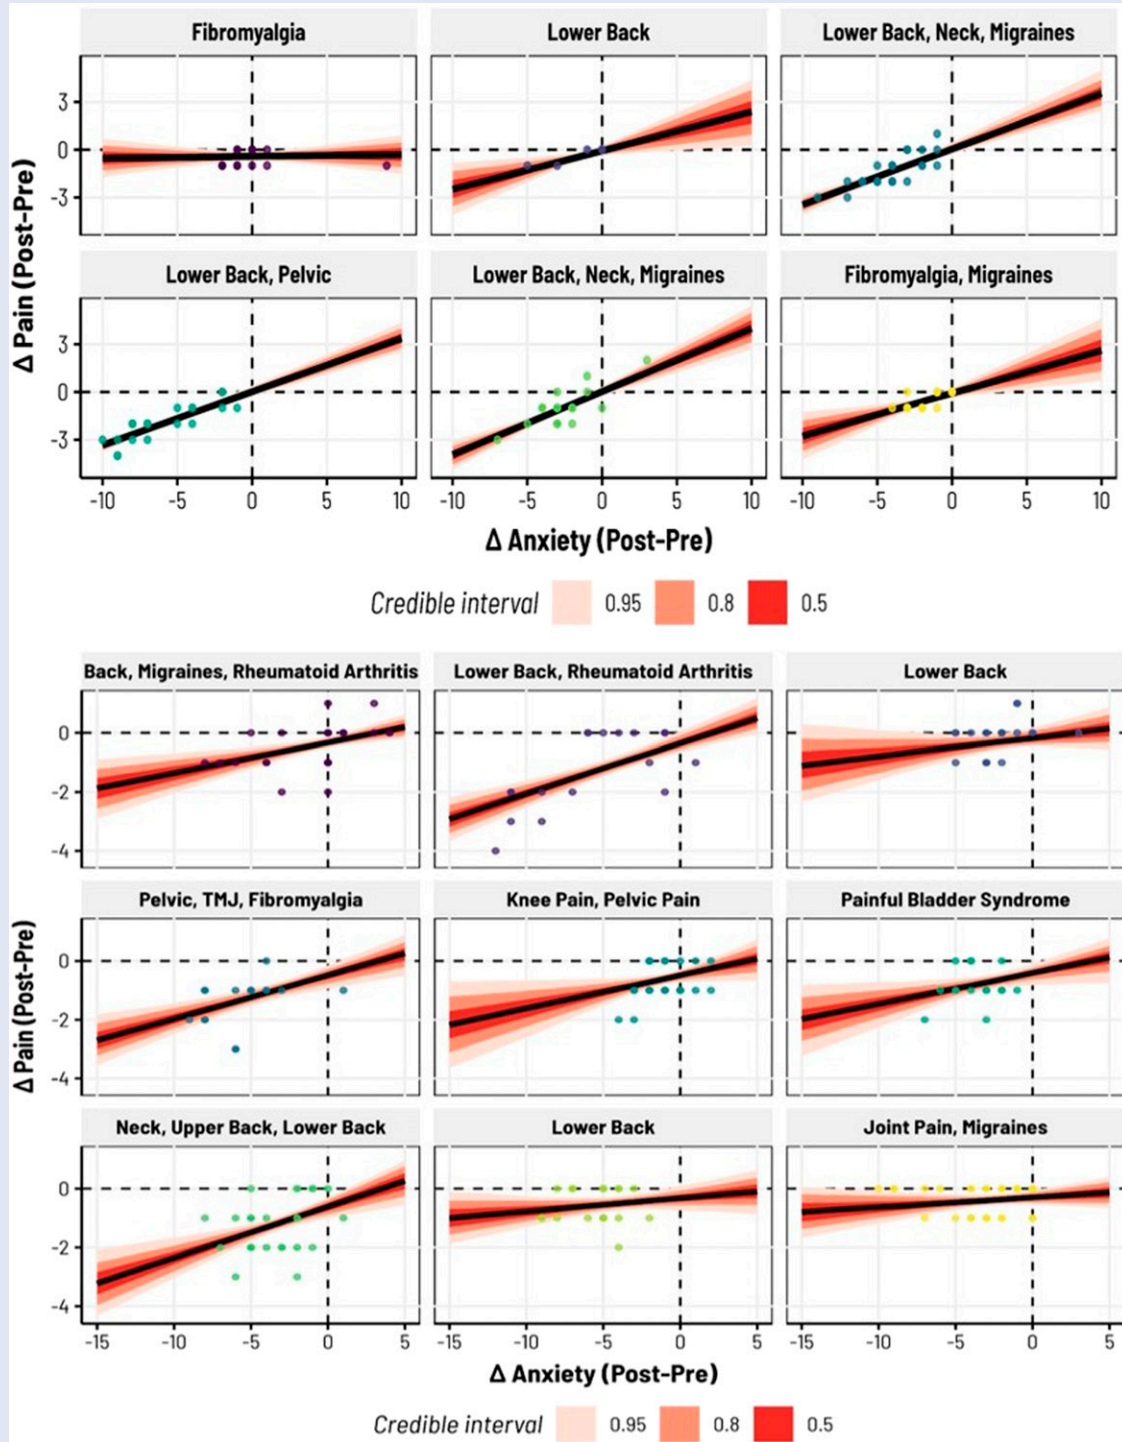 Fibromyalgia
Lower Back
Lower Back, Neck, Migraines
3
0
-3
Lower Back, Pelvic
Lower Back, Neck, Migraines
Fibromyalgia, Migraines
3
0
-3
Δ Pain (Post-Pre)
-10 -5 0 5 10
-10 -5 0 5 10
-10 -5 0 5 10
Δ Anxiety (Post-Pre)
Credible interval 0.95 0.8 0.5
Back, Migraines, Rheumatoid Arthritis
Lower Back, Rheumatoid Arthritis
Lower Back
0
-2
-4
Pelvic, TMJ, Fibromyalgia
Knee Pain, Pelvic Pain
Painful Bladder Syndrome
0
-2
-4
Δ Pain (Post-Pre)
Neck, Upper Back, Lower Back
Lower Back
Joint Pain, Migraines
0
-2
-4
-15 -10 -5 0 5
-15 -10 -5 0 5
-15 -10 -5 0 5
Δ Anxiety (Post-Pre)
Credible interval 0.95 0.8 0.5